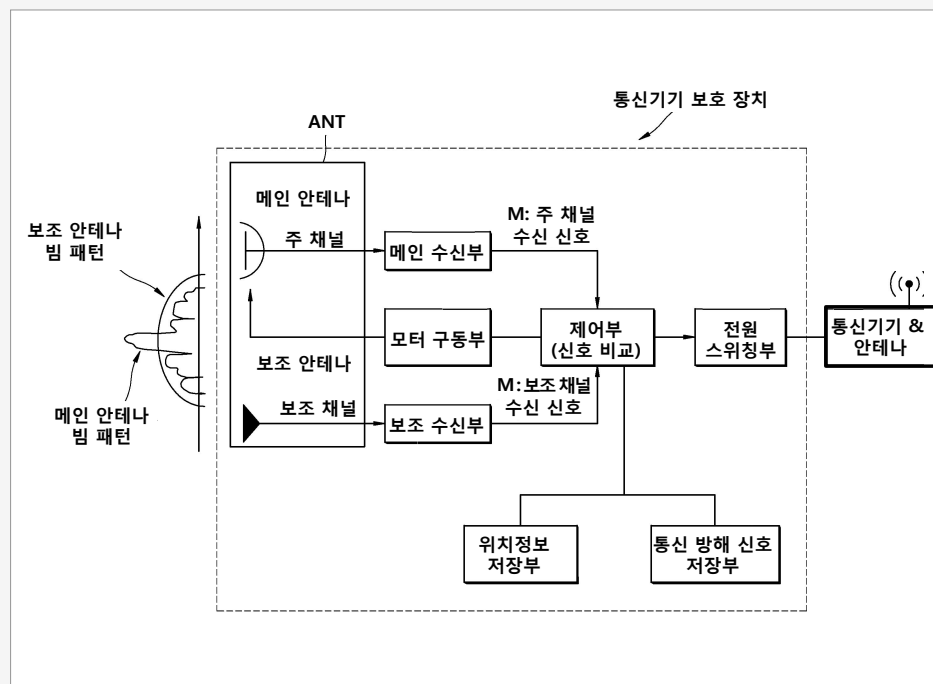 통신기기 보호 장치
ANT
메인 안테나
M: 주 채널
수신 신호
보조 안테나
빔 패턴
주 채널
메인 수신부
모터 구동부
제어부
(신호 비교)
전원
스위칭부
통신기기 &
안테나
보조 안테나
M:보조채널
수신 신호
보조 채널
보조 수신부
메인 안테나
빔 패턴
위치정보
저장부
통신 방해 신호
저장부